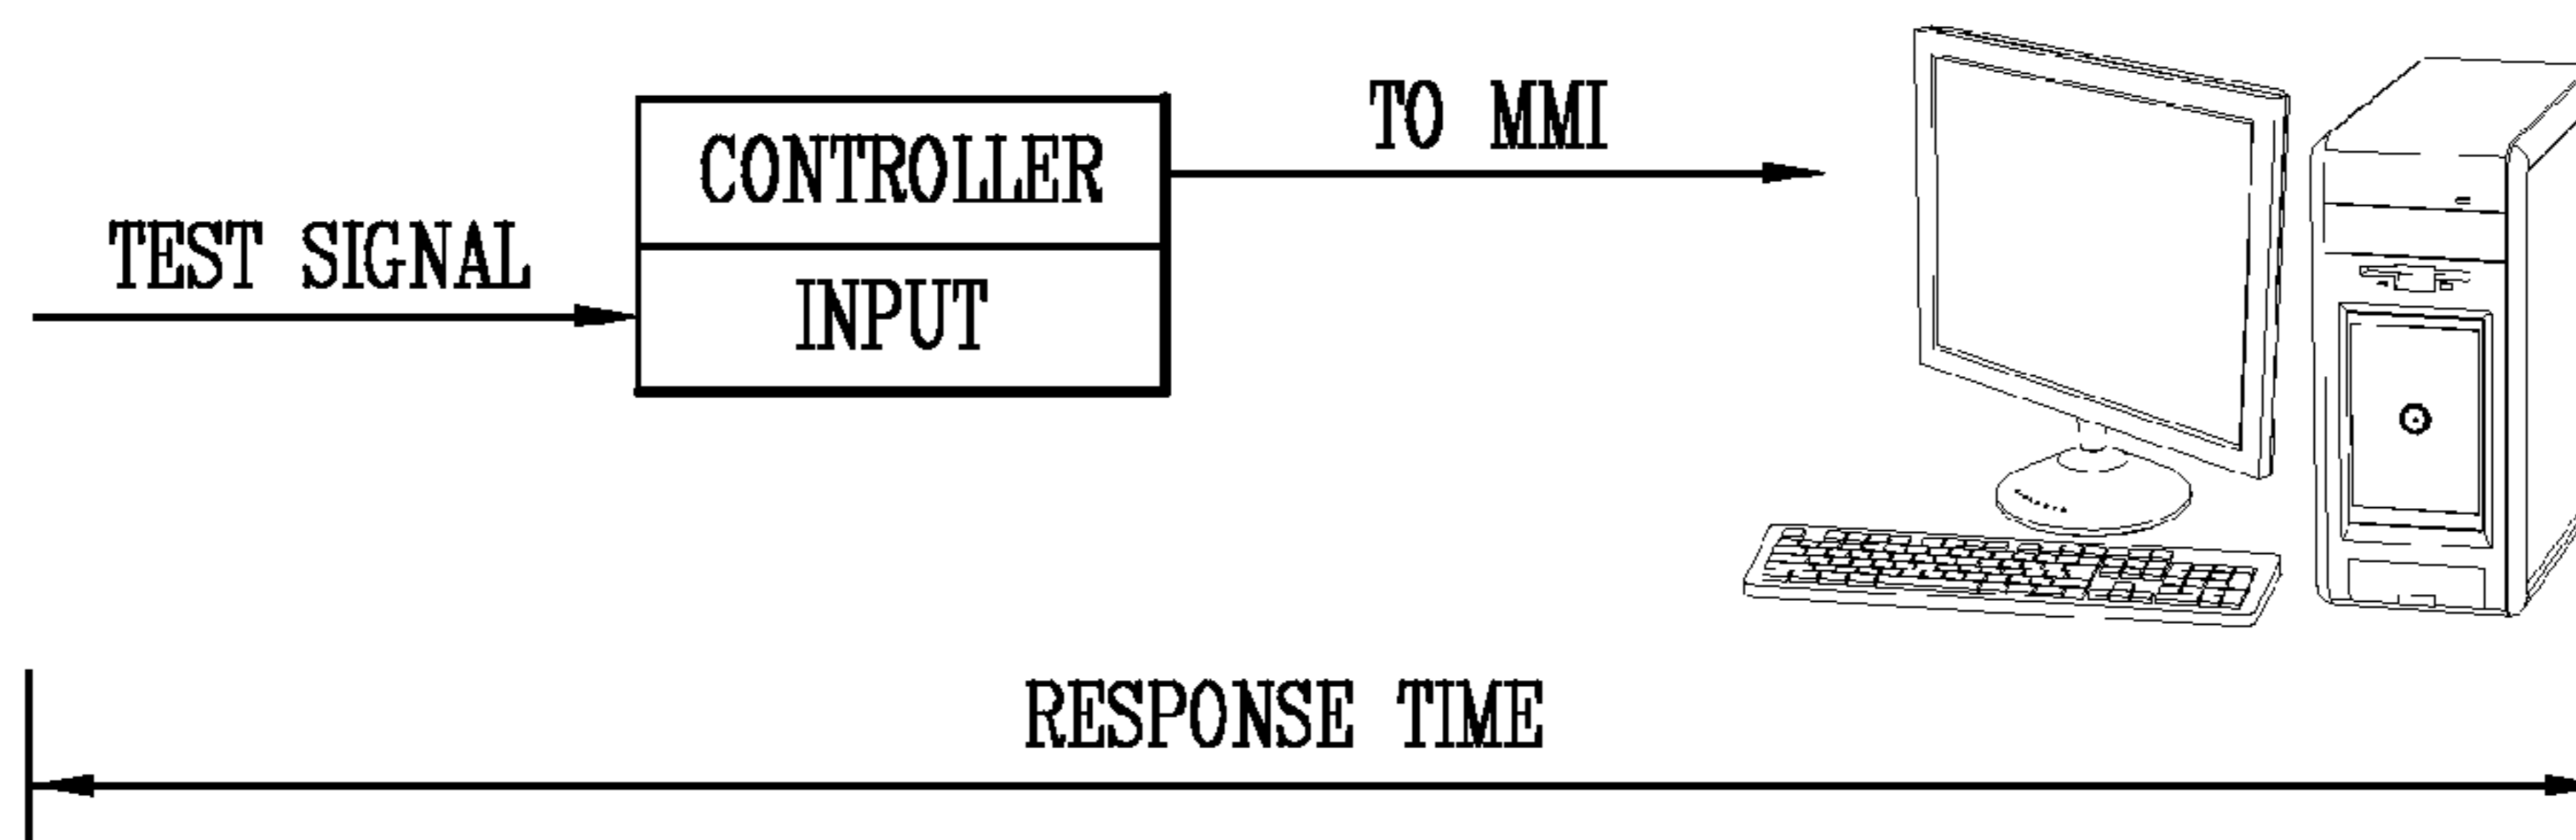 TO MMI
CONTROLLER
TEST SIGNAL
INPUT
RESPONSE TIME